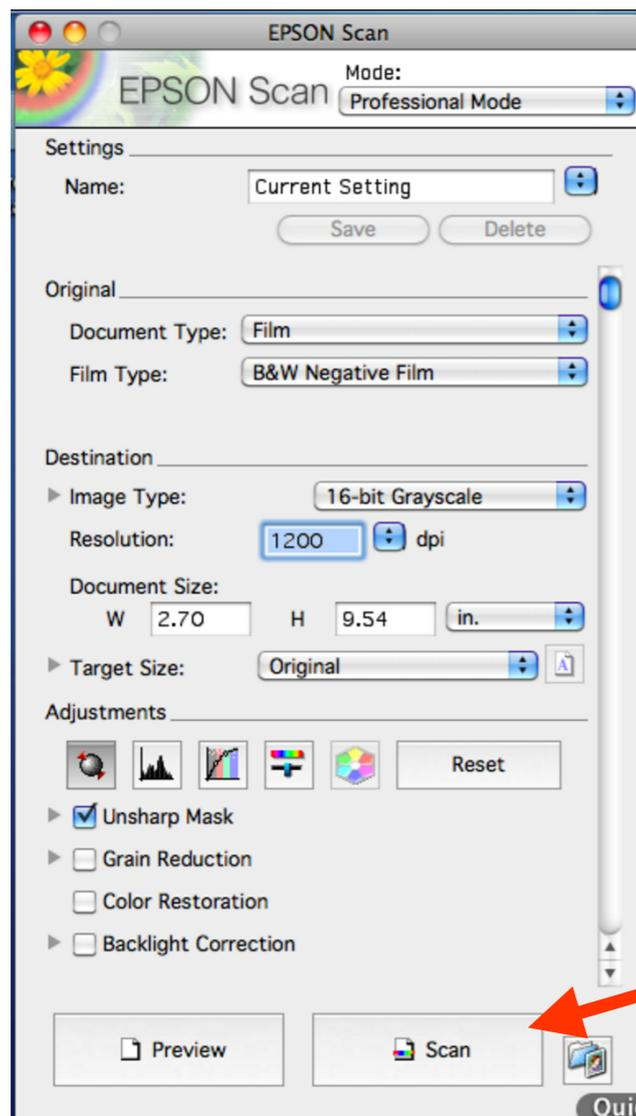 EPSON Scan
Mode:
EPSON Scan
Professional Mode
Settings
Name: Current Setting
Save Delete
Original
Document Type: Film
Film Type: B&W Negative Film
Destination
Image Type: 16-bit Grayscale
Resolution: 1200 dpi
Document Size:
W 2.70 H 9.54 in.
Target Size: Original A
Adjustments
Reset
Unsharp Mask
Grain Reduction
Color Restoration
Backlight Correction
Preview Scan